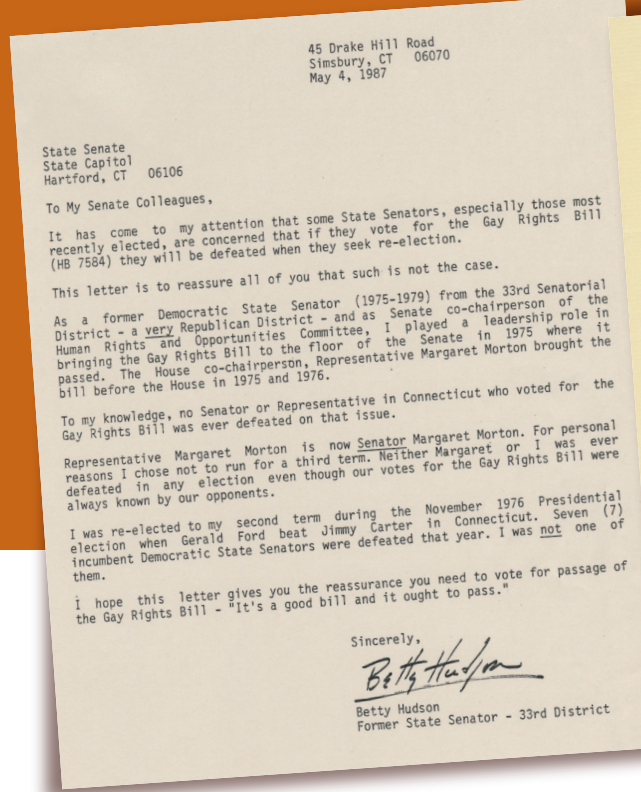 45 Drake Hill Road
Simsbury, CT 06070
May 4, 1987
State Senate
State Capitol
Hartford, CT 06106
To My Senate Colleagues,
It has come to my attention that some State Senators, especially those most
recently elected, are concerned that if they vote for the Gay Rights Bill
(HB 7584) they will be defeated when they seek re-election.
This letter is to reassure all of you that such is not the case.
As a former Democratic State Senator (1975-1979) from the 33rd Senatorial
District - a very Republican District - and as Senate co-chairperson of the
Human Rights and Opportunities Committee, I played a leadership role in
bringing the Gay Rights Bill to the floor of the Senate in 1975 where it
passed. The House co-chairperson, Representative Margaret Morton brought the
bill before the House in 1975 and 1976.
To my knowledge, no Senator or Representative in Connecticut who voted for the
Gay Rights Bill was ever defeated on that issue.
Representative Margaret Morton is now Senator Margaret Morton. For personal
reasons I chose not to run for a third term. Neither Margaret or I was ever
defeated in any election even though our votes for the Gay Rights Bill were
always known by our opponents.
I was re-elected to my second term during the November 1976 Presidential
election when Gerald Ford beat Jimmy Carter in Connecticut. Seven (7)
incumbent Democratic State Senators were defeated that year. I was not one of
them.
I hope this letter gives you the reassurance you need to vote for passage of
the Gay Rights Bill - "It's a good bill and it ought to pass."
Sincerely,
Betty Hudson
Betty Hudson
Former State Senator - 33rd District